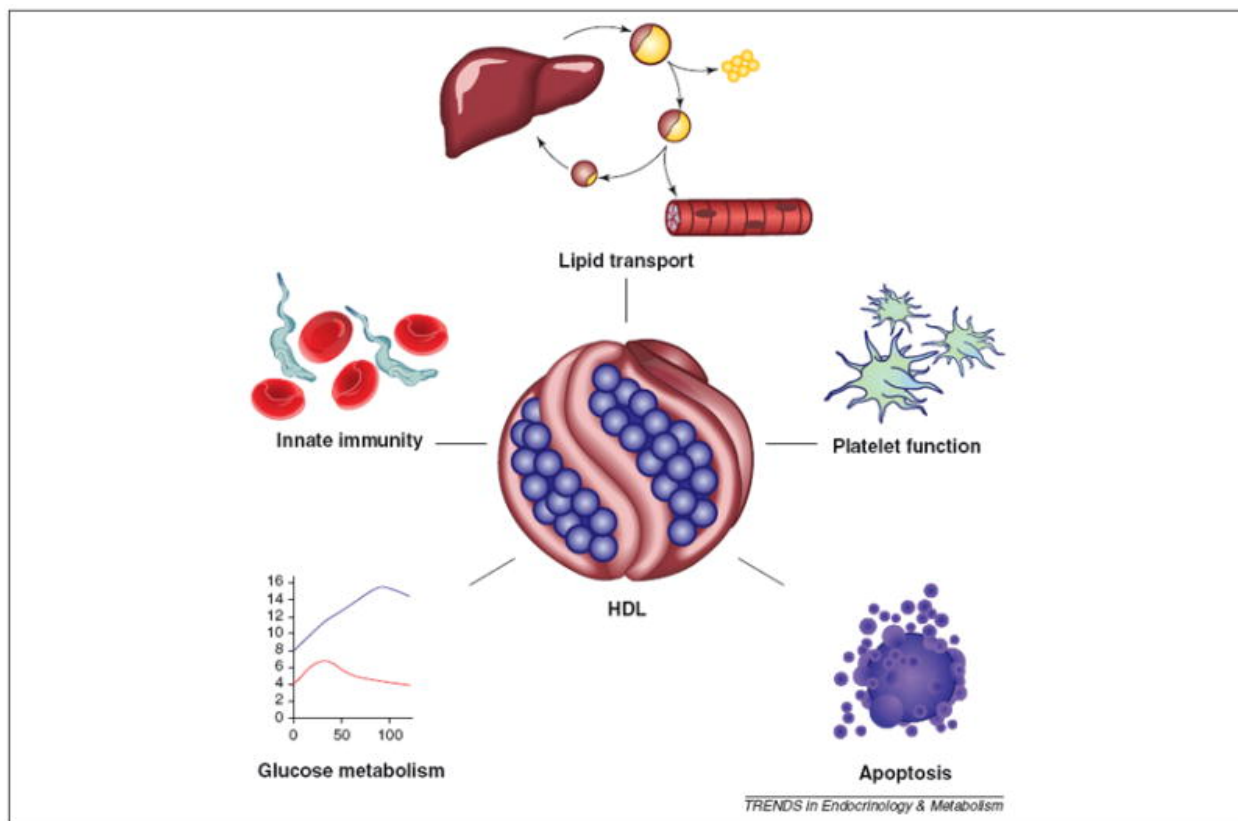 Lipid transport
Innate immunity
Platelet function
HDL
16
14
12
10
8
6
4
2
0
0 50 100
Glucose metabolism
Apoptosis
TRENDS in Endocrinology & Metabolism